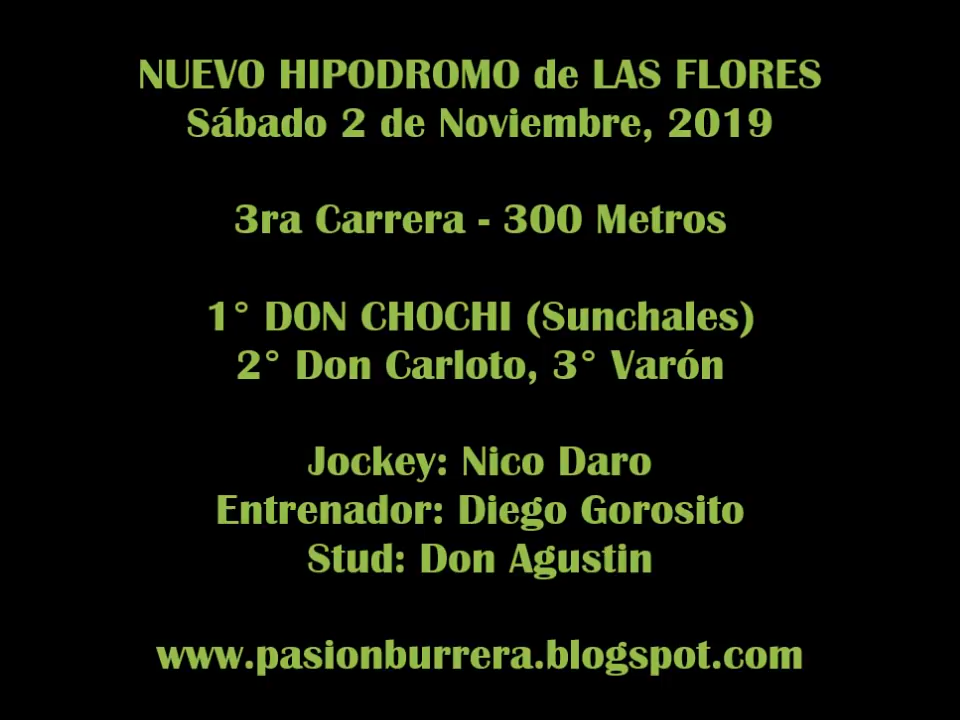 NUEVO HIPODROMO de LAS FLORES
Sábado 2 de Noviembre, 2019
3ra Carrera - 300 Metros
1° DON CHOCHI (Sunchales)
2° Don Carloto, 3° Varón
Jockey: Nico Daro
Entrenador: Diego Gorosito
Stud: Don Agustin
www.pasionburrera.blogspot.com